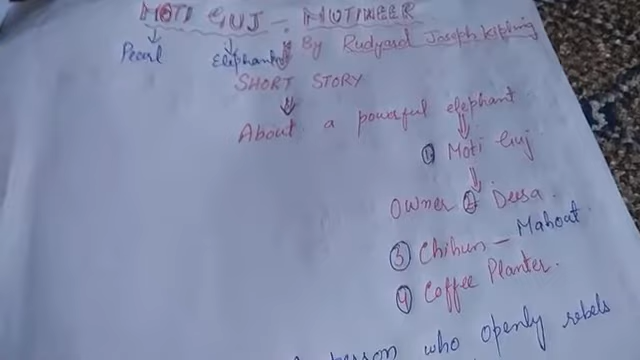 MOTI GUJ - MUTINEER
Pearl Elephant By Rudyard Joseph Kipling
SHORT STORY
About a powerful elephant
① Moti Guj
Owner ② Deesa.
③ Chihun - Mahoat.
④ Coffee Planter.
person who openly rebels